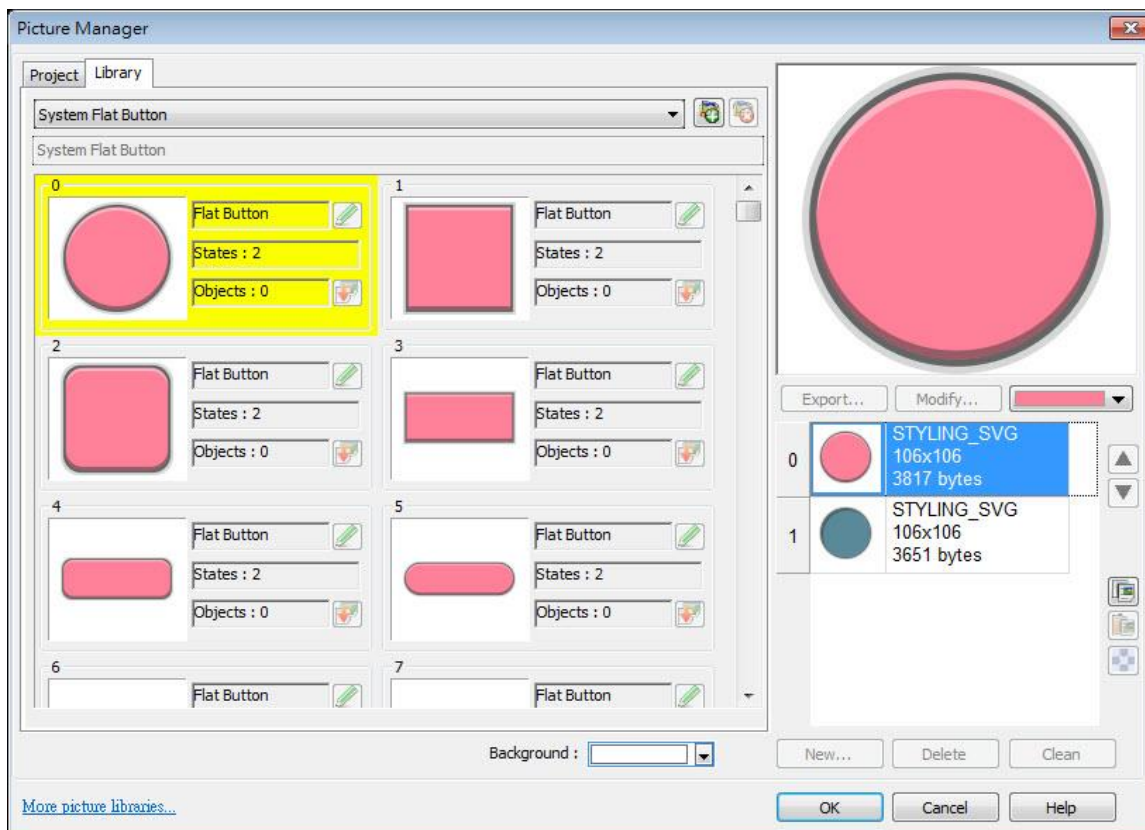 Picture Manager
Project
Library
System Flat Button
System Flat Button
0
Flat Button
States : 2
Objects : 0
1
Flat Button
States : 2
Objects : 0
2
Flat Button
States : 2
Objects : 0
3
Flat Button
States : 2
Objects : 0
4
Flat Button
States : 2
Objects : 0
5
Flat Button
States : 2
Objects : 0
6
Flat Button
7
Flat Button
Background :
Export...
Modify...
0
STYLING_SVG
106x106
3817 bytes
1
STYLING_SVG
106x106
3651 bytes
New...
Delete
Clean
More picture libraries...
OK
Cancel
Help